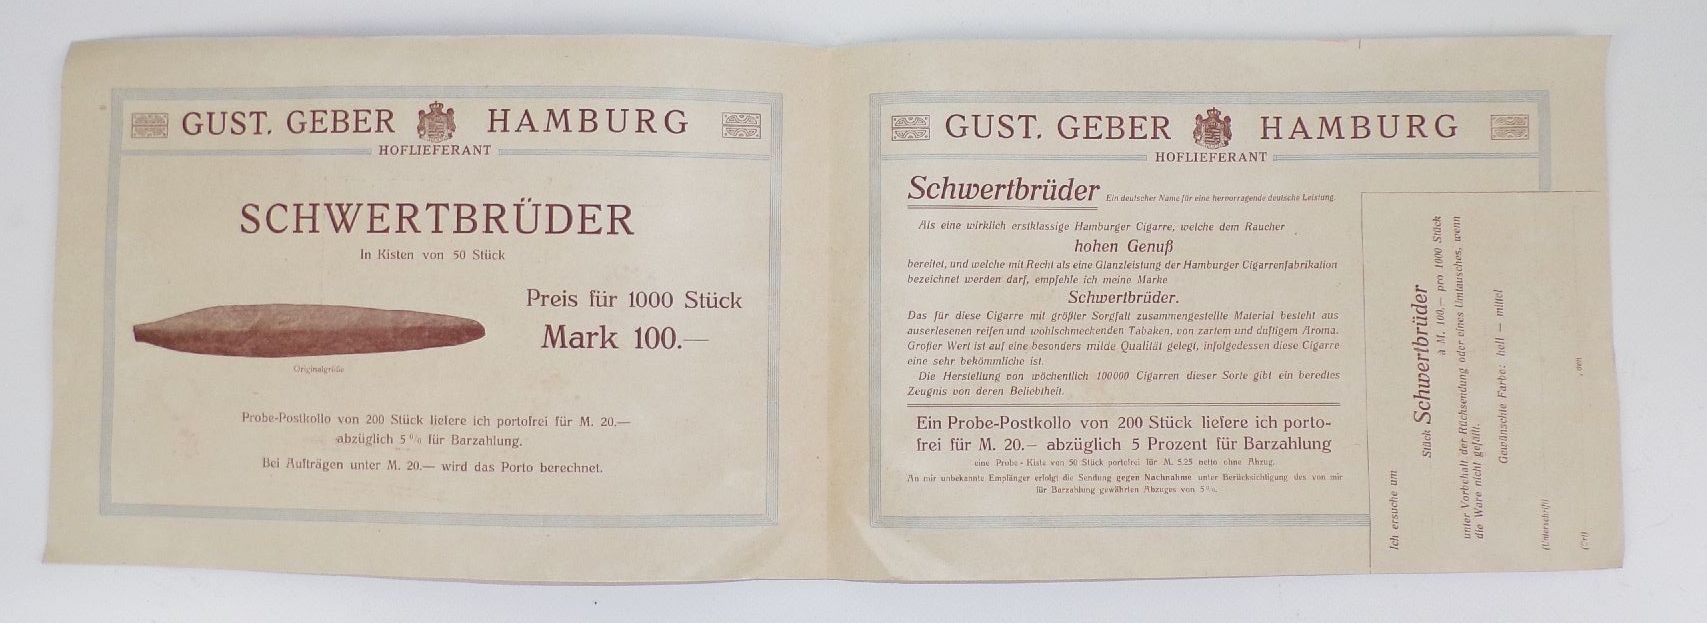 GUST. GEBER HAMBURG
HOFLIEFERANT
SCHWERTBRÜDER
In Kisten von 50 Stück
Preis für 1000 Stück
Mark 100.—
Originalgröße
Probe-Postkollo von 200 Stück liefere ich portofrei für M. 20.—
abzüglich 5% für Barzahlung.
Bei Aufträgen unter M. 20.— wird das Porto berechnet.
GUST. GEBER HAMBURG
HOFLIEFERANT
Schwertbrüder Ein deutscher Name für eine hervorragende deutsche Leistung.
Als eine wirklich erstklassige Hamburger Cigarre, welche dem Raucher
hohen Genuß
bereitet, und welche mit Recht als eine Glanzleistung der Hamburger Cigarrenfabrikation
bezeichnet werden darf, empfehle ich meine Marke
Schwertbrüder.
Das für diese Cigarre mit größter Sorgfalt zusammengestellte Material besteht aus
auserlesenen reifen und wohlschmeckenden Tabaken, von zartem und duftigem Aroma.
Großer Wert ist auf eine besonders milde Qualität gelegt, infolgedessen diese Cigarre
eine sehr bekömmliche ist.
Die Herstellung von wöchentlich 100000 Cigarren dieser Sorte gibt ein beredtes
Zeugnis von deren Beliebtheit.
Ein Probe-Postkollo von 200 Stück liefere ich porto-
frei für M. 20.— abzüglich 5 Prozent für Barzahlung
eine Probe-Kiste von 50 Stück portofrei für M. 5.25 netto ohne Abzug.
An mir unbekannte Empfänger erfolgt die Sendung gegen Nachnahme unter Berücksichtigung des von mir
für Barzahlung gewährten Abzuges von 5%.
Ich ersuche um
Stück Schwertbrüder
à M. 100,— pro 1000 Stück
unter Vorbehalt der Rücksendung oder eines Umtausches, wenn
die Ware nicht gefällt.
Gewünschte Farbe: hell — mittel
(Unterschrift)
(Ort)
, den